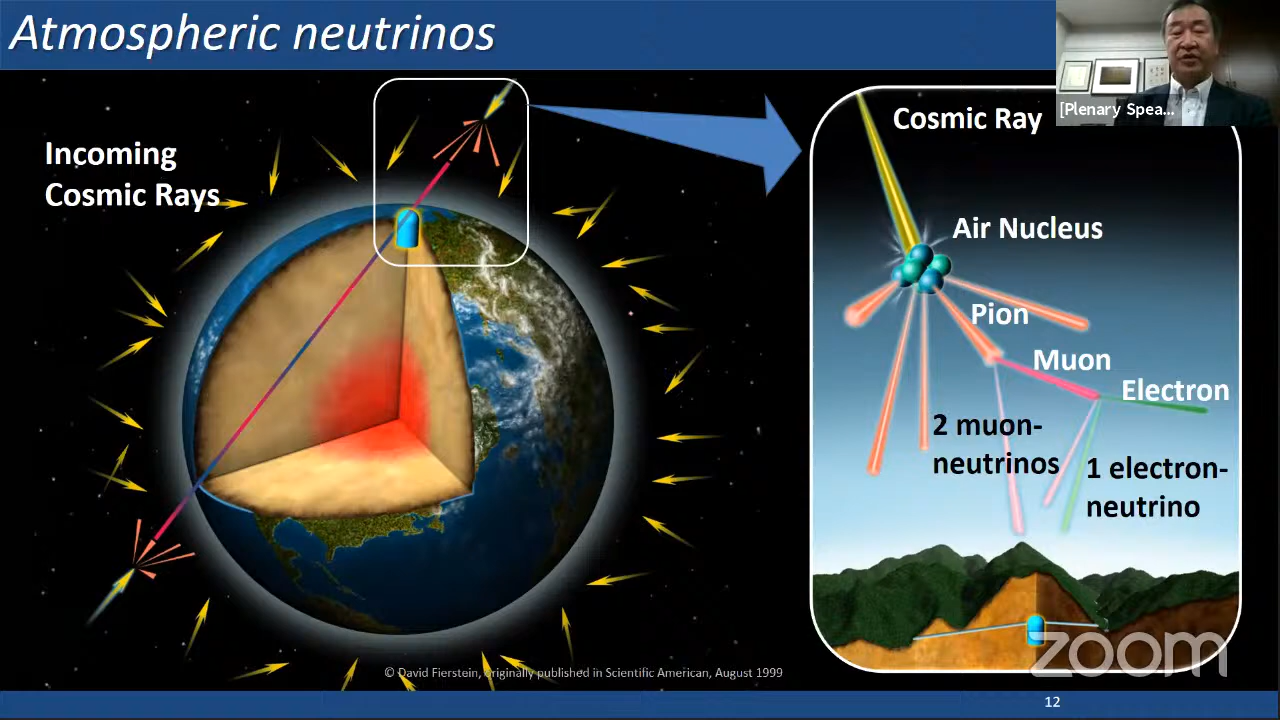 Atmospheric neutrinos
[Plenary Spea...
Incoming
Cosmic Rays
Cosmic Ray
Air Nucleus
Pion
Muon
Electron
2 muon-
neutrinos
1 electron-
neutrino
zoom
© David Fierstein, originally published in Scientific American, August 1999
12